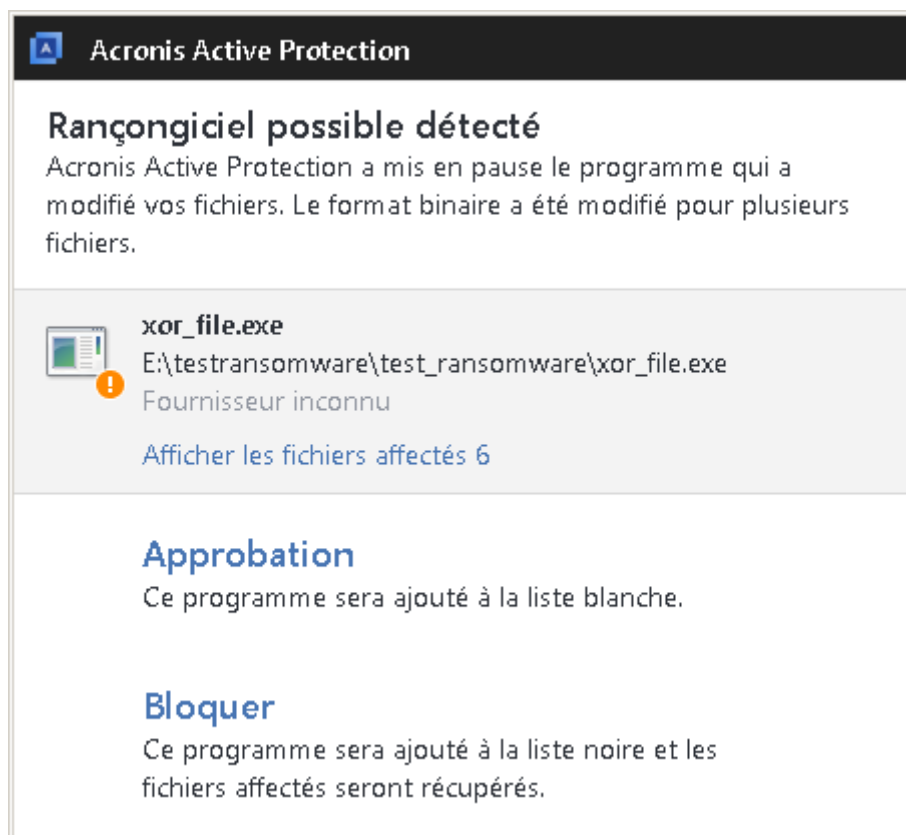 Acronis Active Protection
Rançongiciel possible détecté
Acronis Active Protection a mis en pause le programme qui a
modifié vos fichiers. Le format binaire a été modifié pour plusieurs
fichiers.
xor_file.exe
E:\testransomware\test_ransomware\xor_file.exe
Fournisseur inconnu
Afficher les fichiers affectés 6
Approbation
Ce programme sera ajouté à la liste blanche.
Bloquer
Ce programme sera ajouté à la liste noire et les
fichiers affectés seront récupérés.